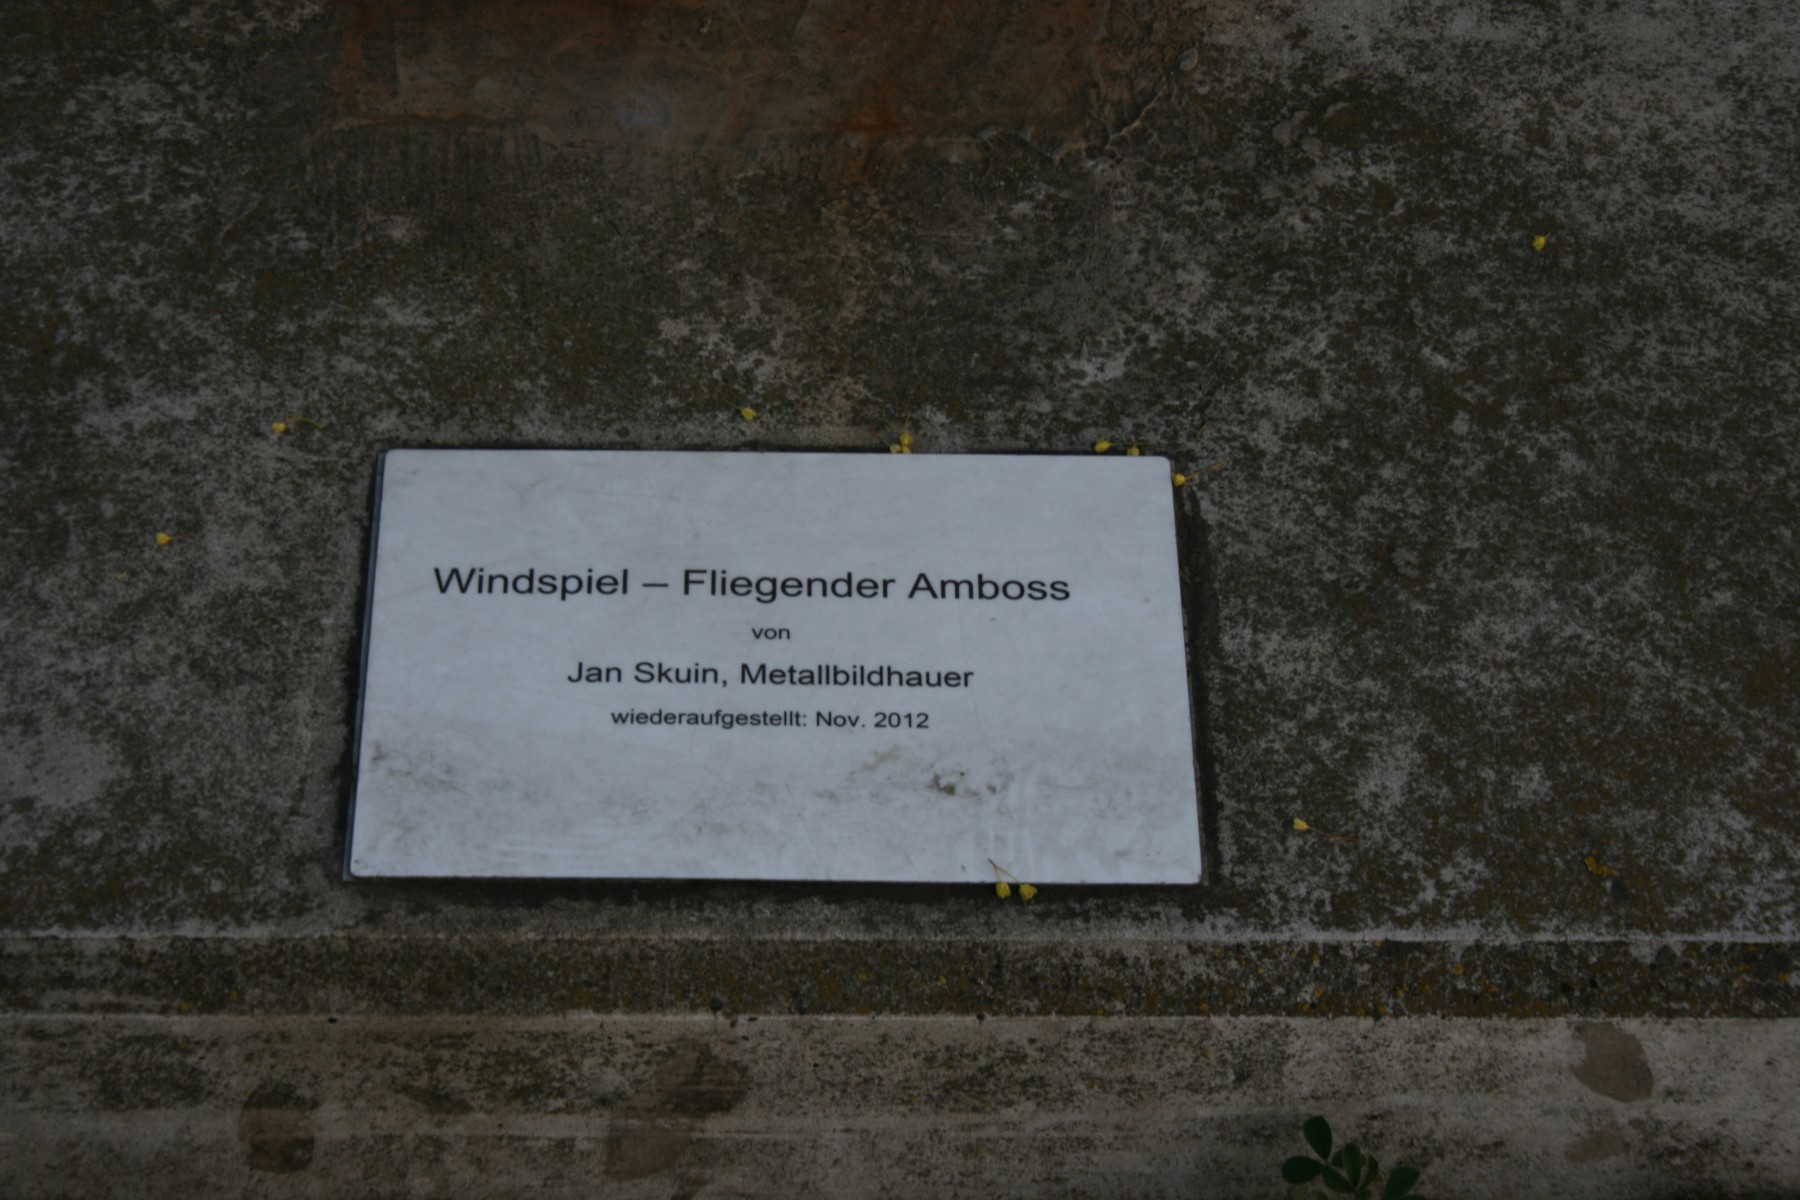 Windspiel – Fliegender Amboss
von
Jan Skuin, Metallbildhauer
wiederaufgestellt: Nov. 2012